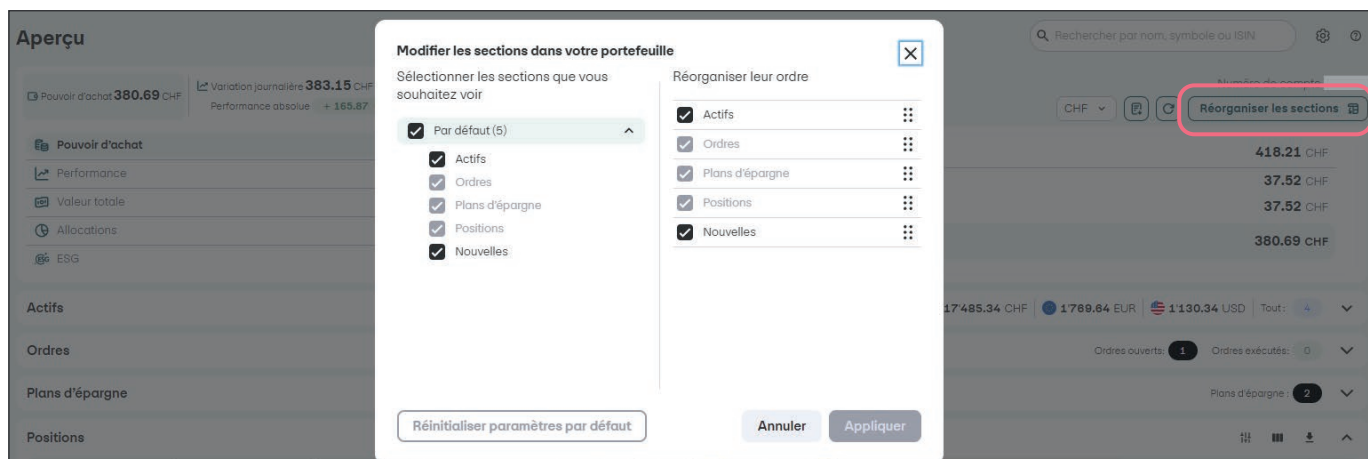 Aperçu
Rechercher par nom, symbole ou ISIN
Pouvoir d'achat 380.69 CHF
Variation journalière 383.15 CHF
Performance absolue + 165.87
Numéro de compte
CHF
Réorganiser les sections
Pouvoir d'achat
418.21 CHF
Performance
37.52 CHF
Valeur totale
37.52 CHF
Allocations
380.69 CHF
ESG
Actifs
17'485.34 CHF 1'769.64 EUR 1'130.34 USD Tout: 4
Ordres
Ordres ouverts: 1 Ordres exécutés: 0
Plans d'épargne
Plans d'épargne : 2
Positions
Modifier les sections dans votre portefeuille
Sélectionner les sections que vous
souhaitez voir
Par défaut (5)
Actifs
Ordres
Plans d'épargne
Positions
Nouvelles
Réorganiser leur ordre
Actifs
Ordres
Plans d'épargne
Positions
Nouvelles
Réinitialiser paramètres par défaut
Annuler
Appliquer